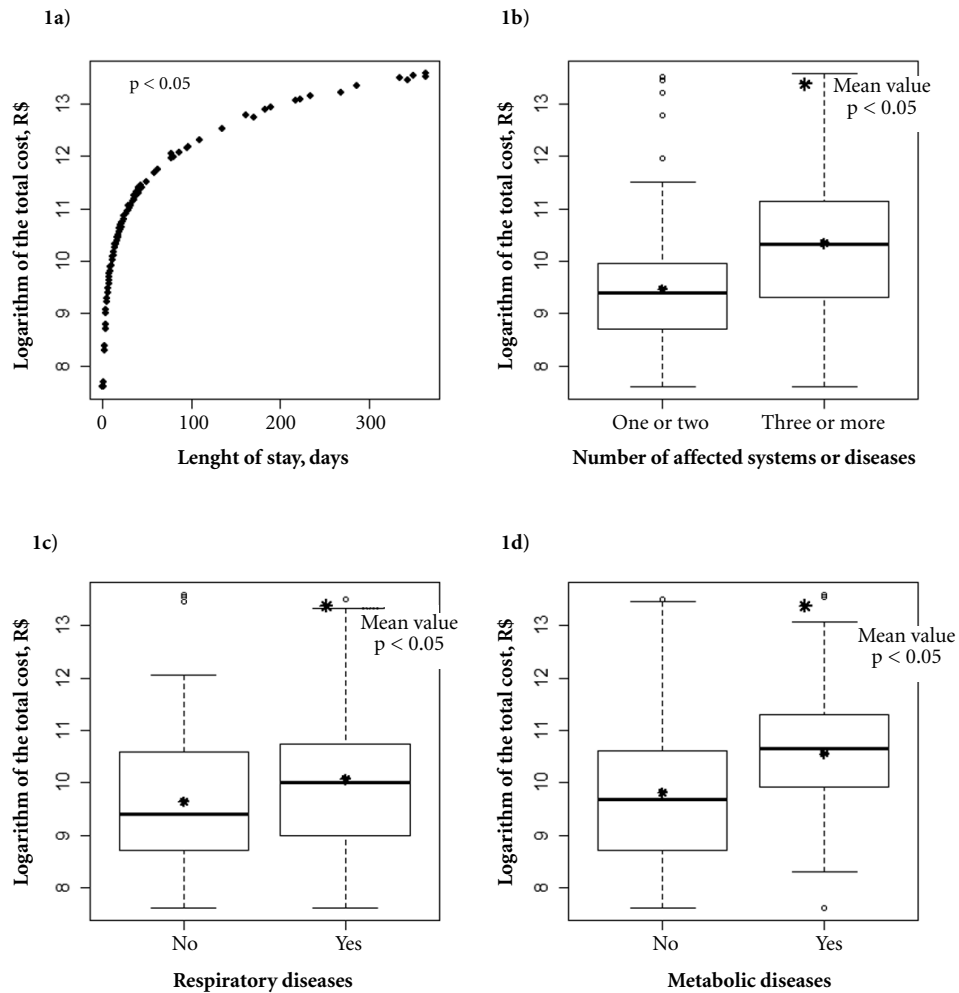 1a)
p < 0.05
Logarithm of the total cost, R$
13
12
11
10
9
8
0 100 200 300
Lenght of stay, days
1b)
Mean value
p < 0.05
Logarithm of the total cost, R$
13
12
11
10
9
8
One or two Three or more
Number of affected systems or diseases
1c)
Mean value
p < 0.05
Logarithm of the total cost, R$
13
12
11
10
9
8
No Yes
Respiratory diseases
1d)
Mean value
p < 0.05
Logarithm of the total cost, R$
13
12
11
10
9
8
No Yes
Metabolic diseases